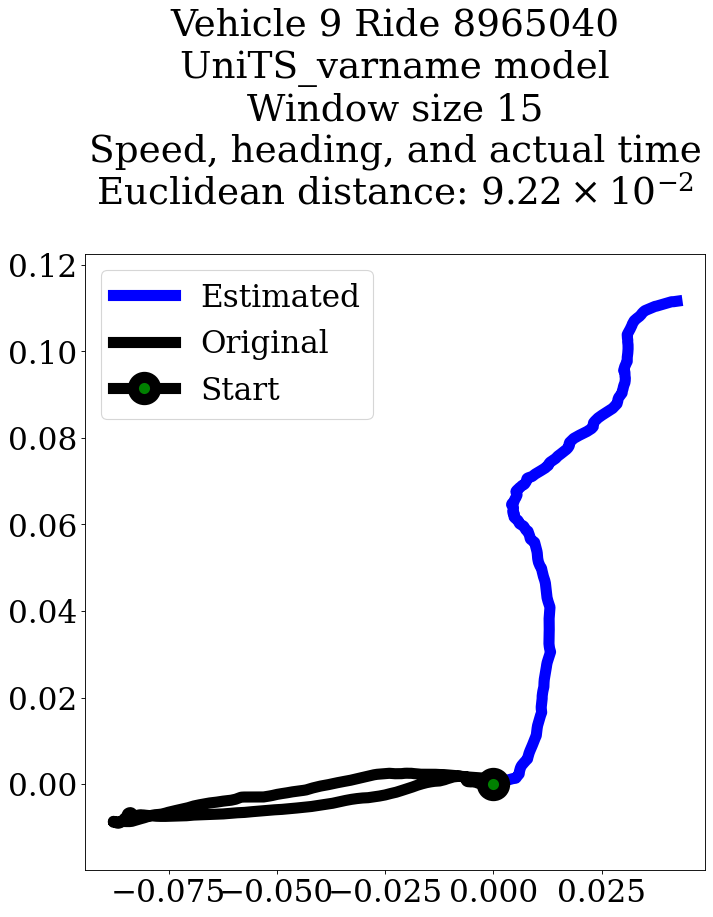 Vehicle 9 Ride 8965040
UniTS_varname model
Window size 15
Speed, heading, and actual time
Euclidean distance: 9.22 × 10⁻²
0.12
Estimated
Original
Start
0.10
0.08
0.06
0.04
0.02
0.00
−0.075 −0.050 −0.025 0.000 0.025